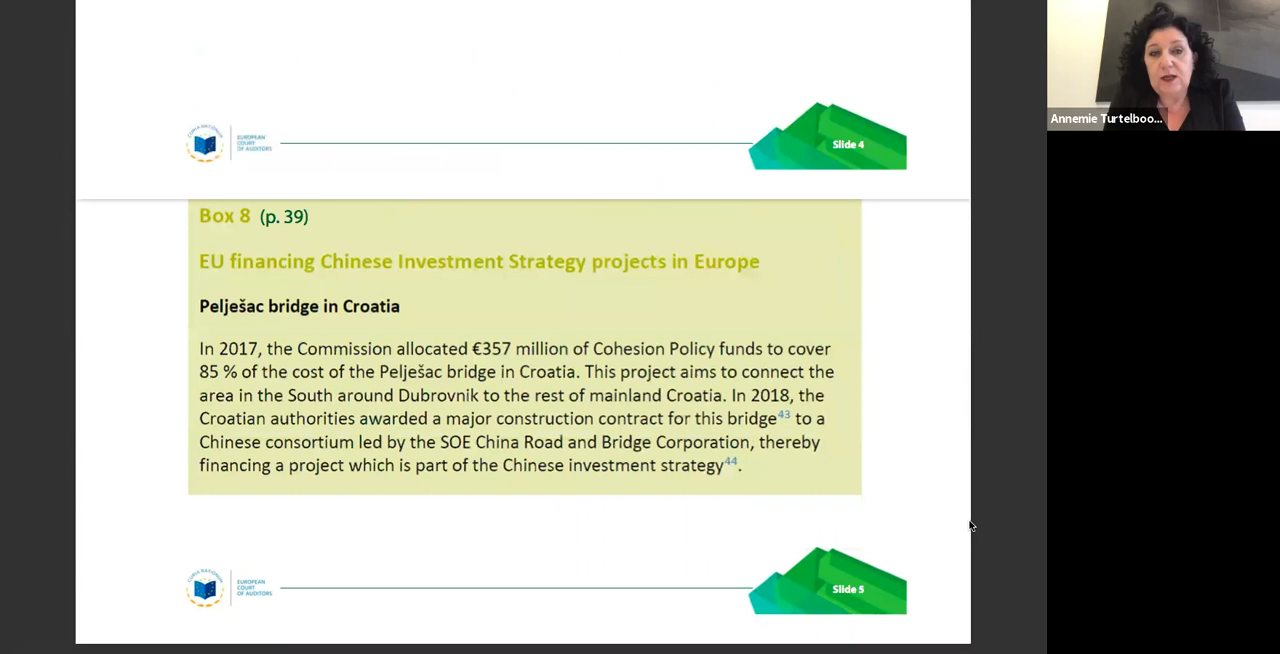 EUROPEAN
COURT
OF AUDITORS
Slide 4
Annemie Turtelboo...
Box 8 (p. 39)
EU financing Chinese Investment Strategy projects in Europe
Pelješac bridge in Croatia
In 2017, the Commission allocated €357 million of Cohesion Policy funds to cover
85 % of the cost of the Pelješac bridge in Croatia. This project aims to connect the
area in the South around Dubrovnik to the rest of mainland Croatia. In 2018, the
Croatian authorities awarded a major construction contract for this bridge43 to a
Chinese consortium led by the SOE China Road and Bridge Corporation, thereby
financing a project which is part of the Chinese investment strategy44.
EUROPEAN
COURT
OF AUDITORS
Slide 5